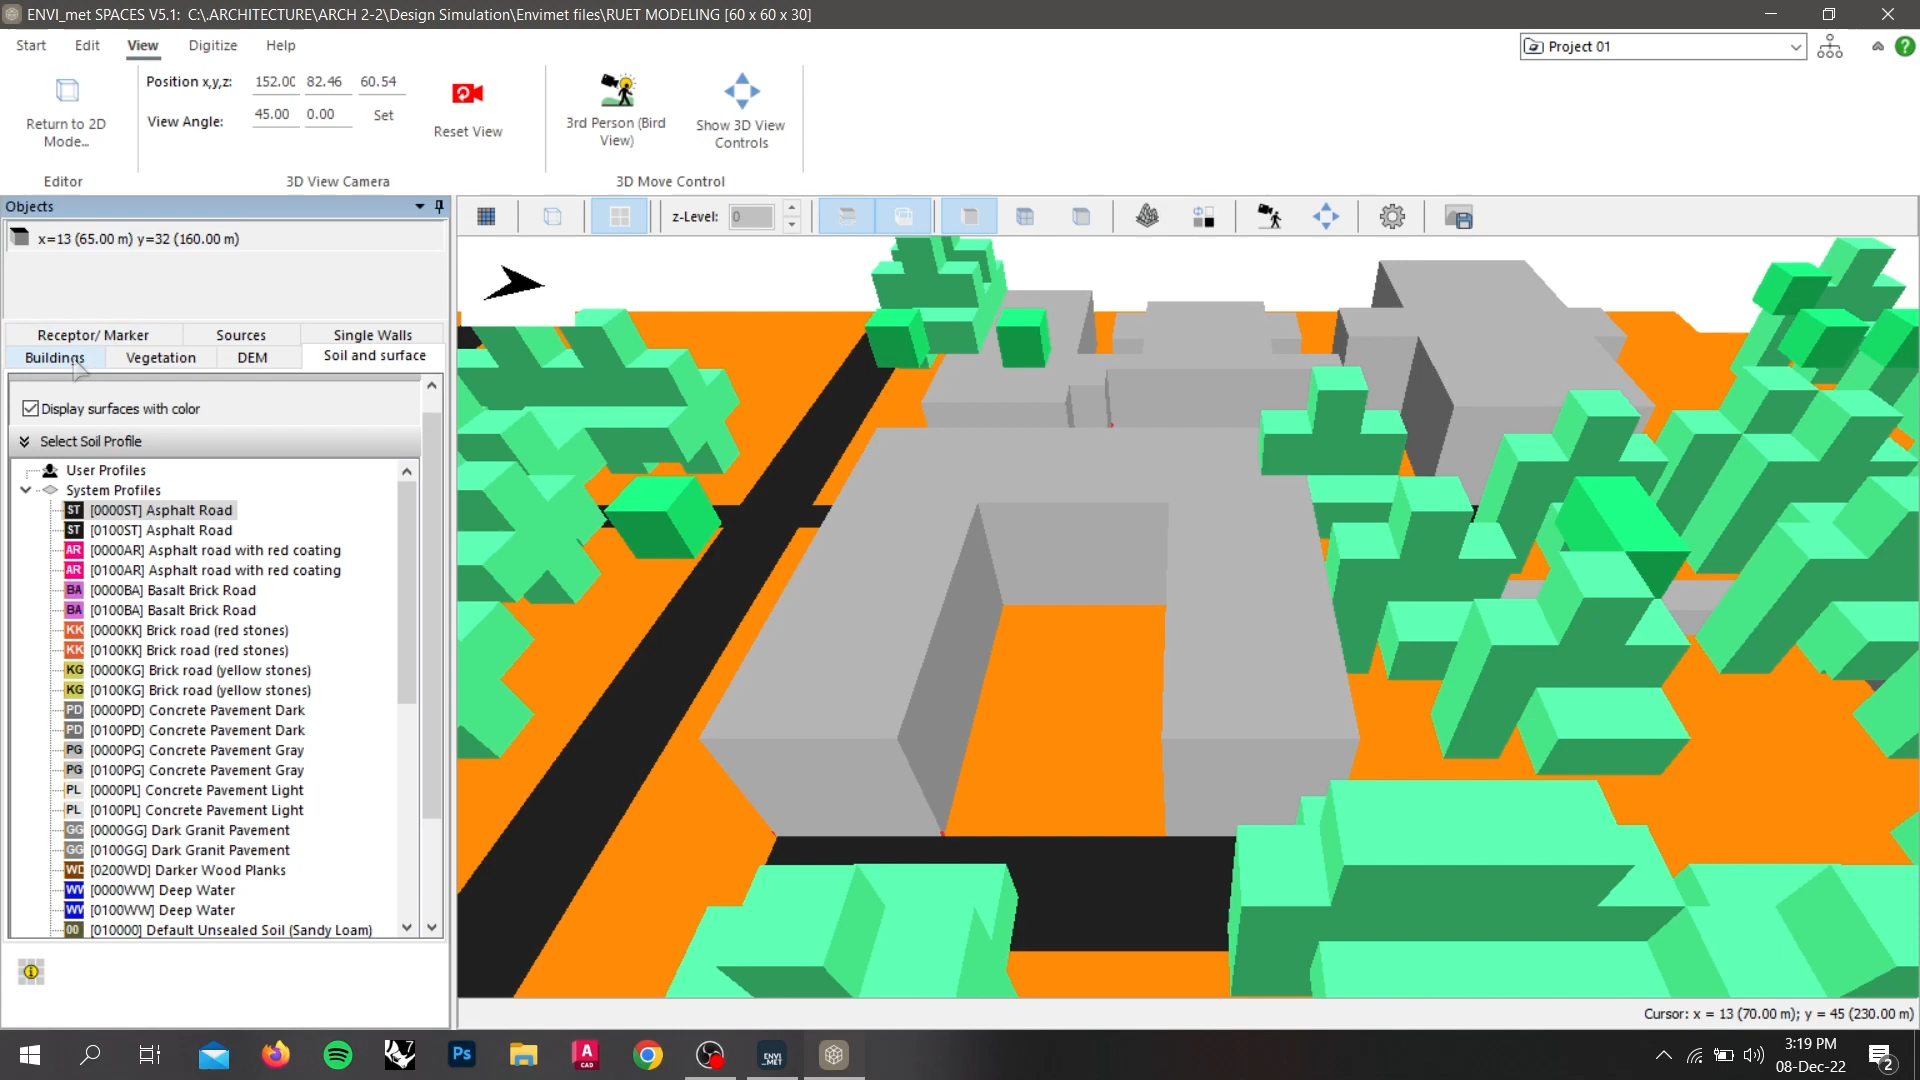 ENVI_met SPACES V5.1: C:\.ARCHITECTURE\ARCH 2-2\Design Simulation\Envimet files\RUET MODELING [60 x 60 x 30]
Start Edit View Digitize Help
Project 01
Return to 2D Mode...
Editor
Position x,y,z: 152.00 82.46 60.54
View Angle: 45.00 0.00 Set
Reset View
3D View Camera
3rd Person (Bird View)
Show 3D View Controls
3D Move Control
Objects
x=13 (65.00 m) y=32 (160.00 m)
z-Level: 0
Receptor/ Marker Sources Single Walls
Buildings Vegetation DEM Soil and surface
Display surfaces with color
Select Soil Profile
User Profiles
System Profiles
ST [0000ST] Asphalt Road
ST [0100ST] Asphalt Road
AR [0000AR] Asphalt road with red coating
AR [0100AR] Asphalt road with red coating
BA [0000BA] Basalt Brick Road
BA [0100BA] Basalt Brick Road
KK [0000KK] Brick road (red stones)
KK [0100KK] Brick road (red stones)
KG [0000KG] Brick road (yellow stones)
KG [0100KG] Brick road (yellow stones)
PD [0000PD] Concrete Pavement Dark
PD [0100PD] Concrete Pavement Dark
PG [0000PG] Concrete Pavement Gray
PG [0100PG] Concrete Pavement Gray
PL [0000PL] Concrete Pavement Light
PL [0100PL] Concrete Pavement Light
GG [0000GG] Dark Granit Pavement
GG [0100GG] Dark Granit Pavement
WD [0200WD] Darker Wood Planks
WW [0000WW] Deep Water
WW [0100WW] Deep Water
00 [010000] Default Unsealed Soil (Sandy Loam)
Cursor: x = 13 (70.00 m); y = 45 (230.00 m)
Ps
A CAD
ENVI _MET
3:19 PM
08-Dec-22
2